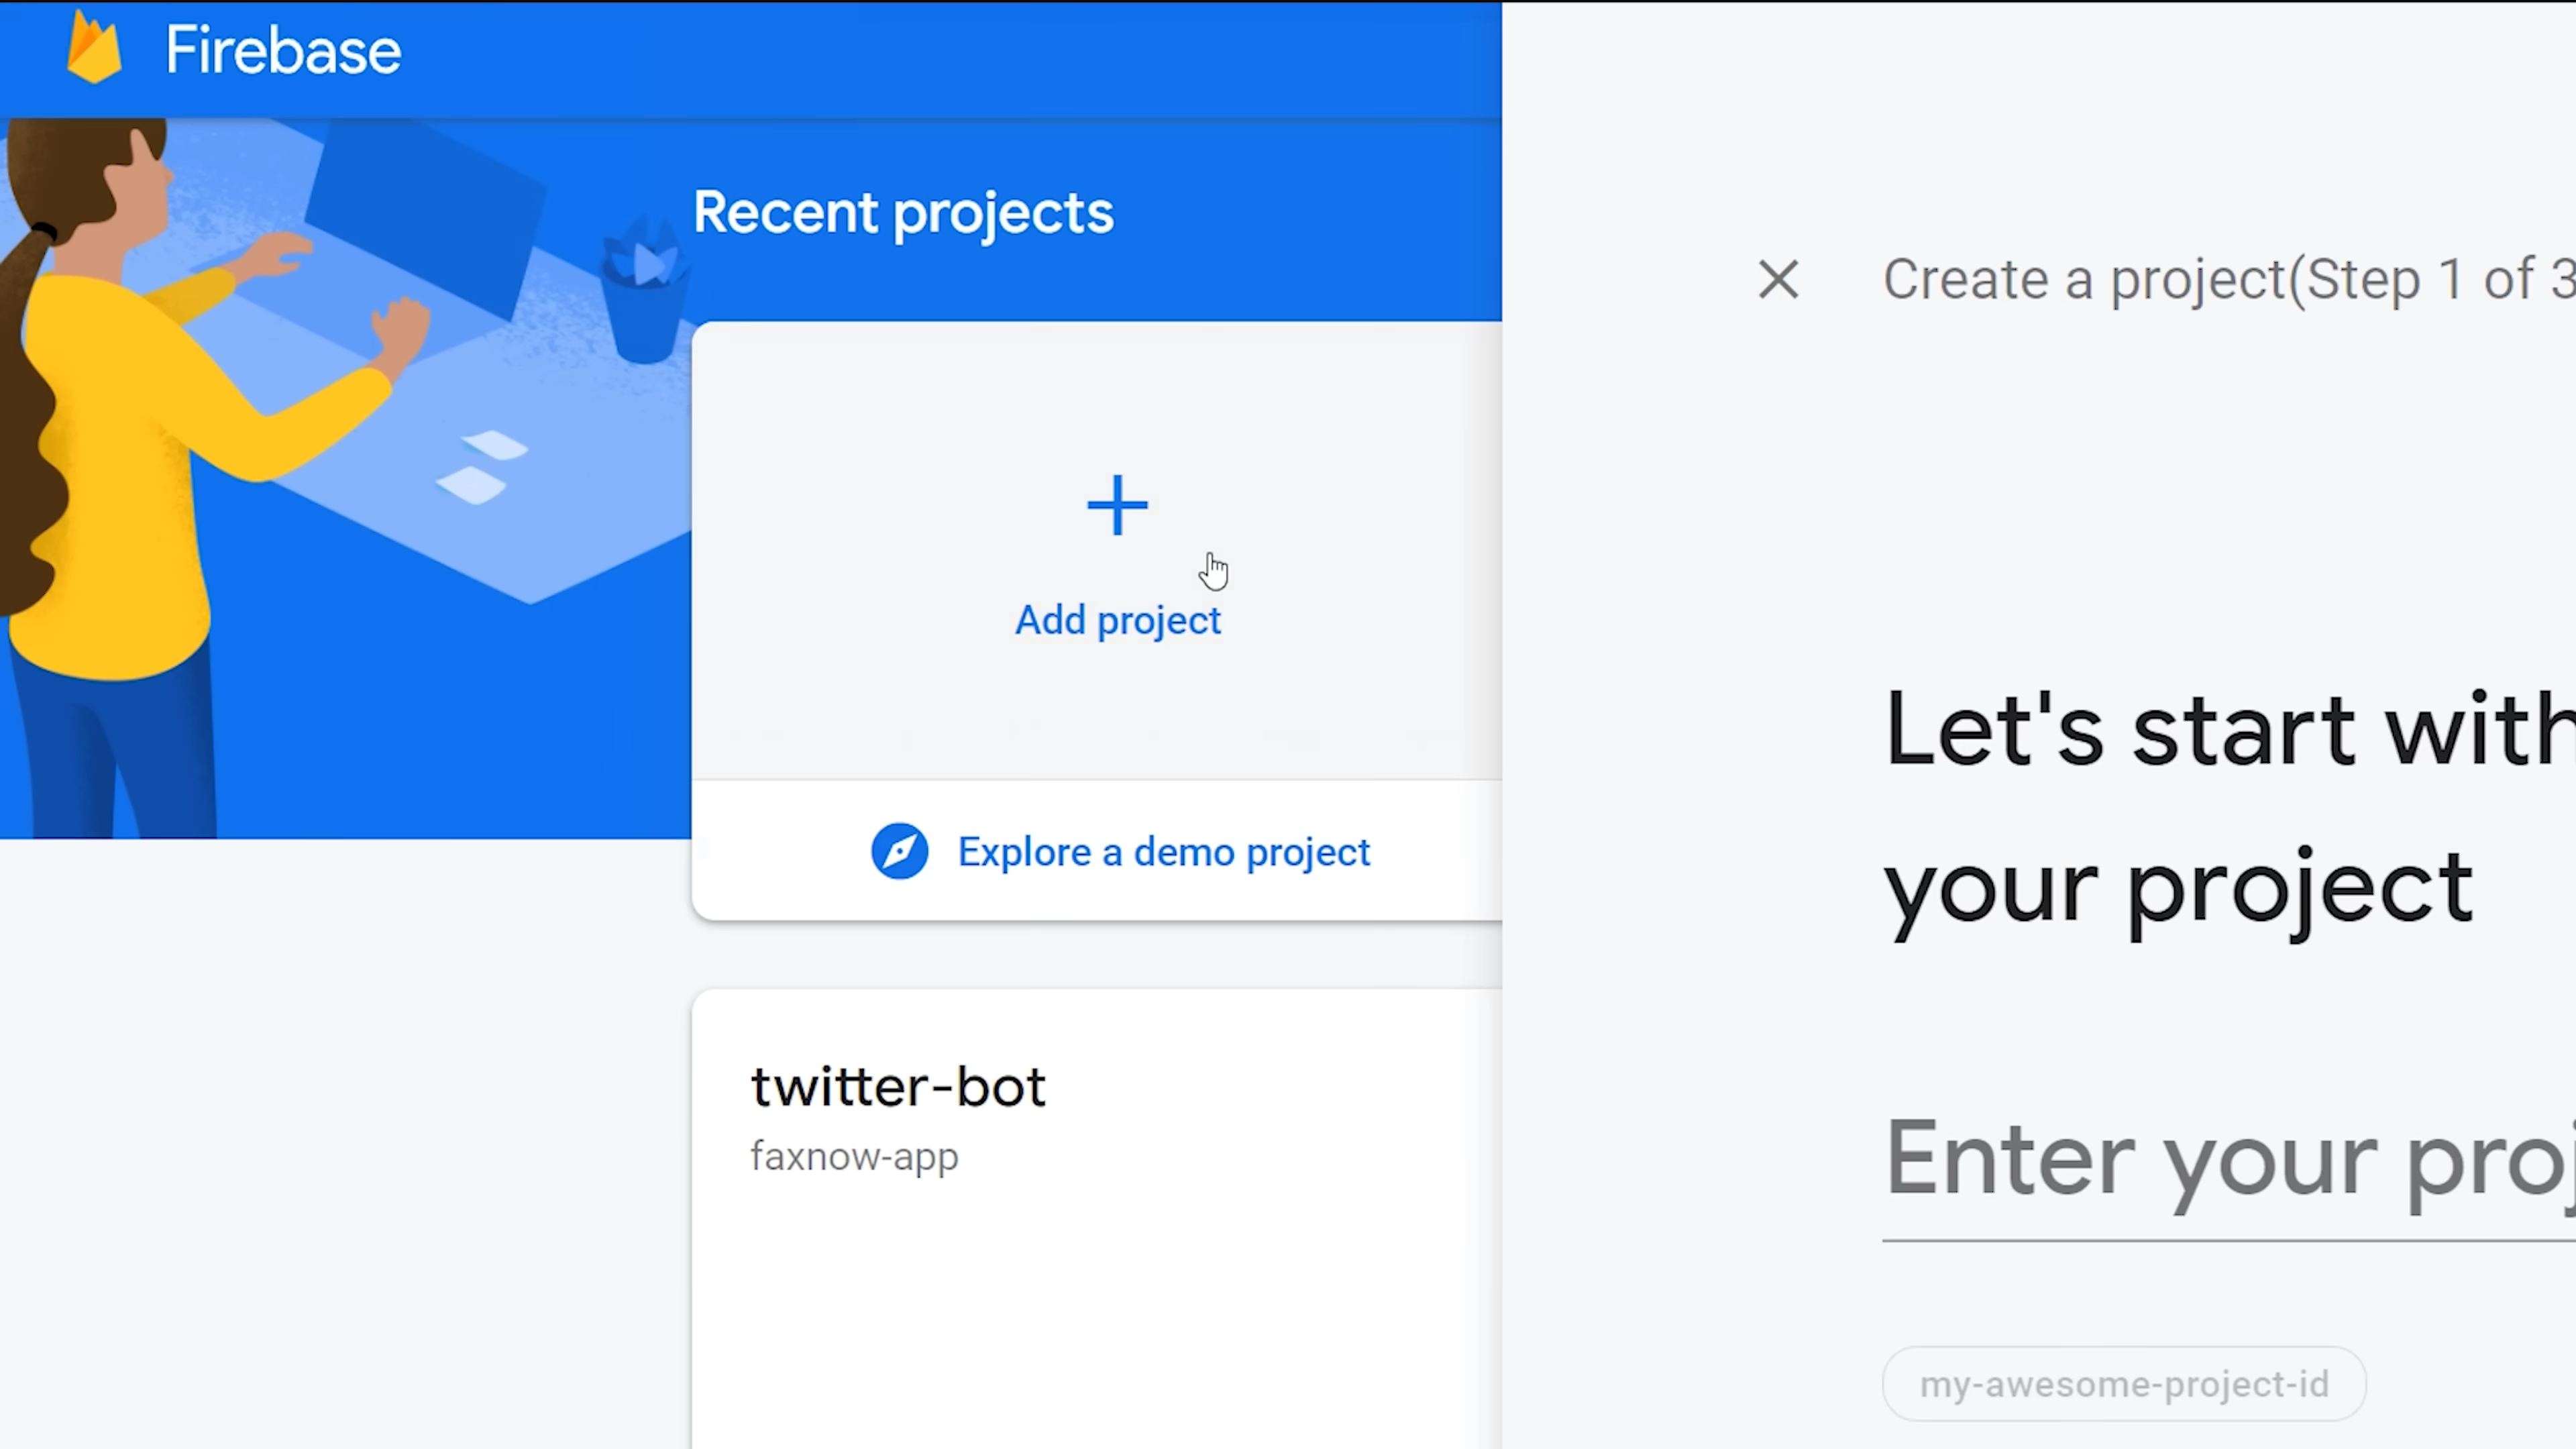 Firebase
Recent projects
Add project
Explore a demo project
twitter-bot
faxnow-app
Create a project(Step 1 of 3
Let's start with
your project
Enter your
my-awesome-project-id